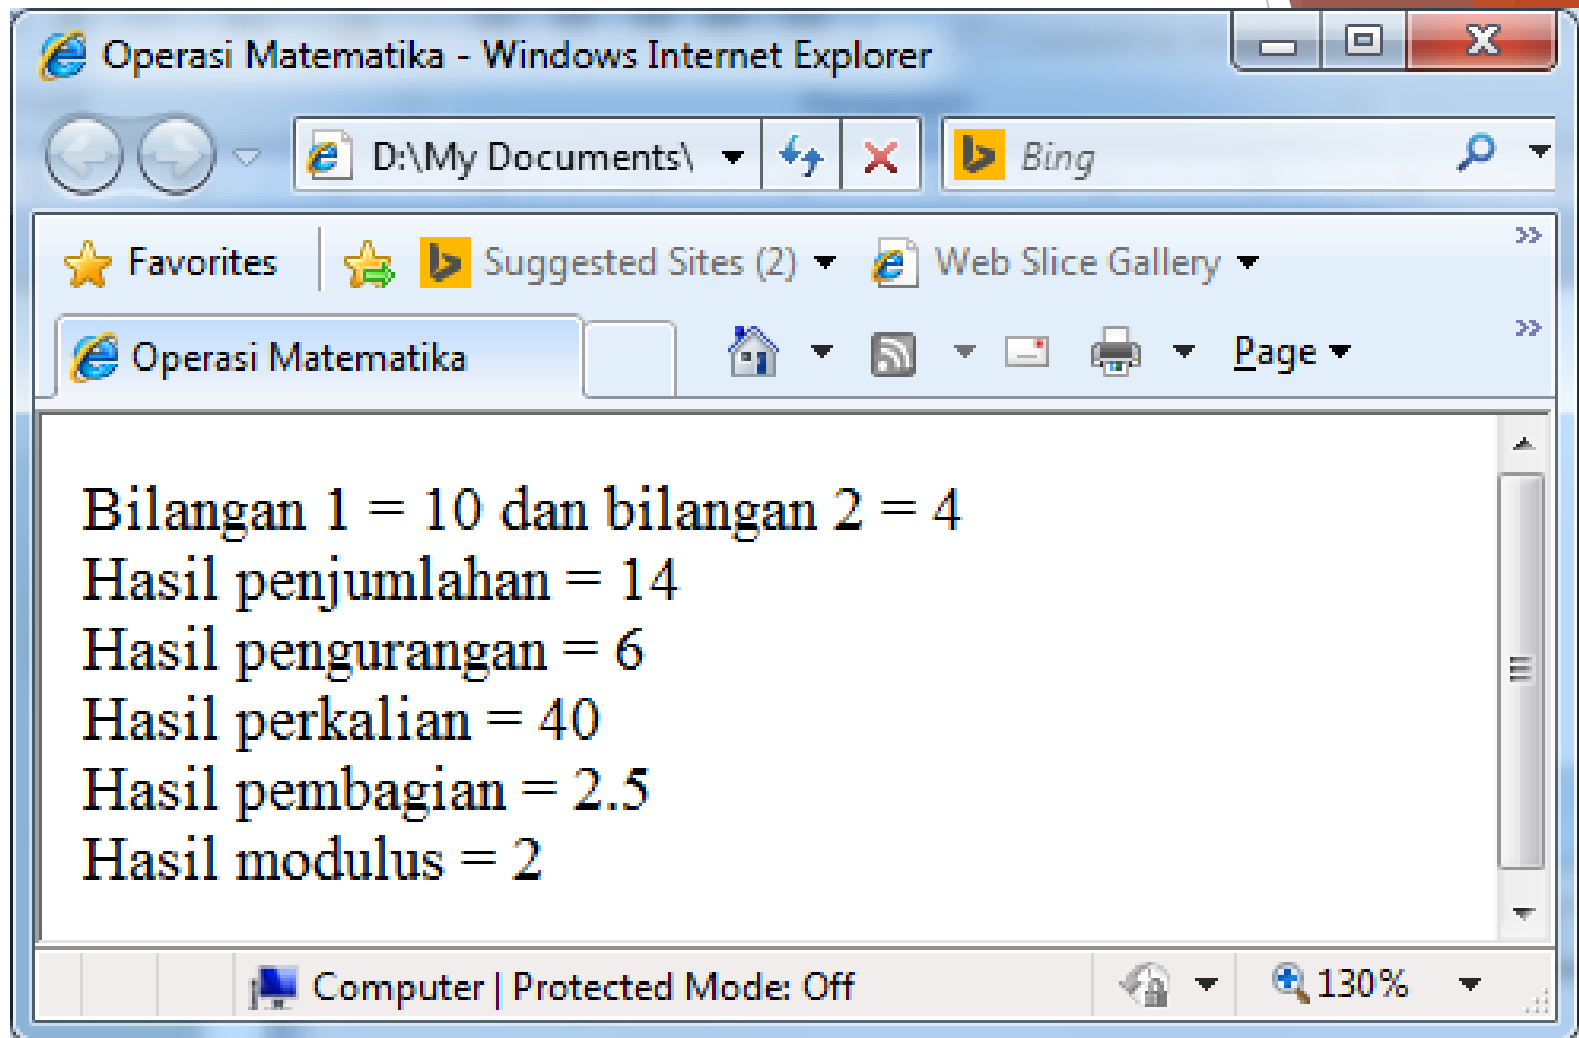 Operasi Matematika - Windows Internet Explorer
D:\My Documents\
Bing
Favorites
Suggested Sites (2)
Web Slice Gallery
Operasi Matematika
Page
Bilangan 1 = 10 dan bilangan 2 = 4
Hasil penjumlahan = 14
Hasil pengurangan = 6
Hasil perkalian = 40
Hasil pembagian = 2.5
Hasil modulus = 2
Computer | Protected Mode: Off
130%